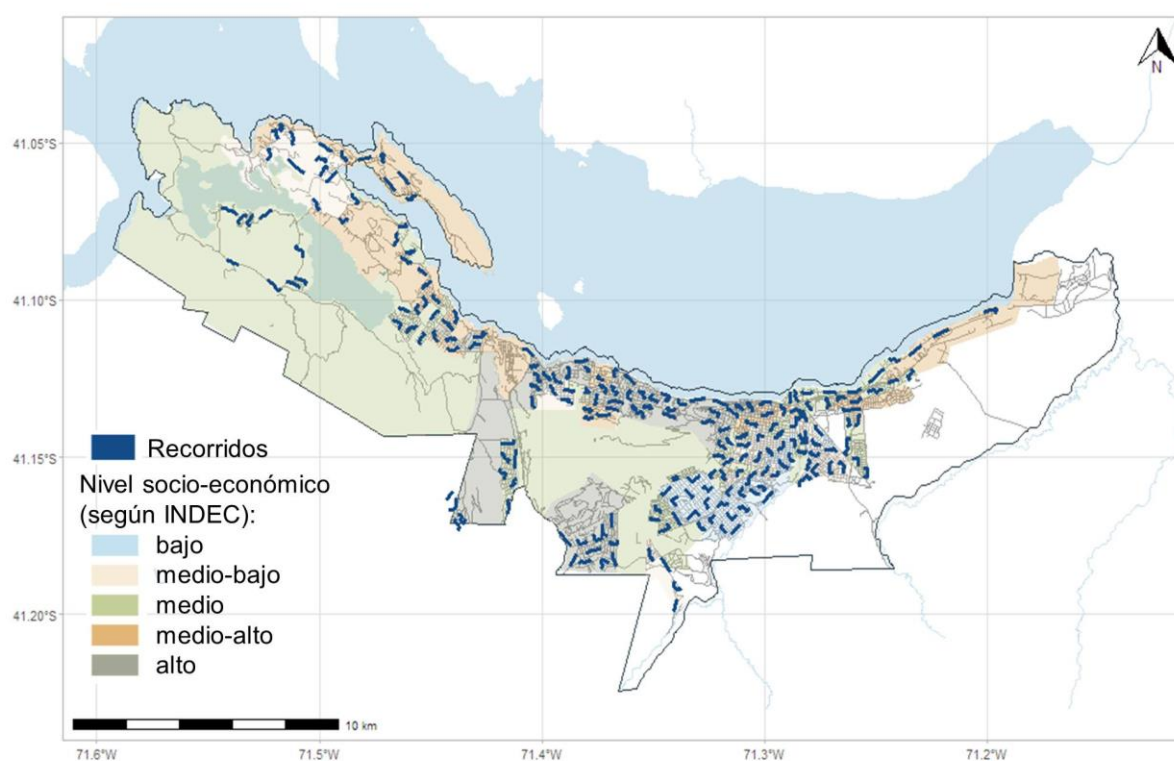 N
41.05°S
41.10°S
41.15°S
41.20°S
Recorridos
Nivel socio-económico
(según INDEC):
bajo
medio-bajo
medio
medio-alto
alto
10 km
71.6°W
71.5°W
71.4°W
71.3°W
71.2°W